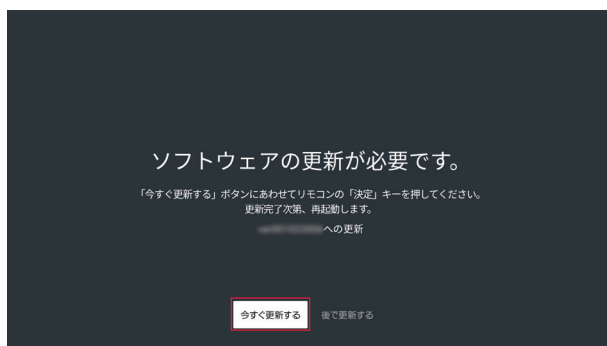 ソフトウェアの更新が必要です。
「今すぐ更新する」ボタンにあわせてリモコンの「決定」キーを押してください。
更新完了次第、再起動します。
への更新
今すぐ更新する
後で更新する